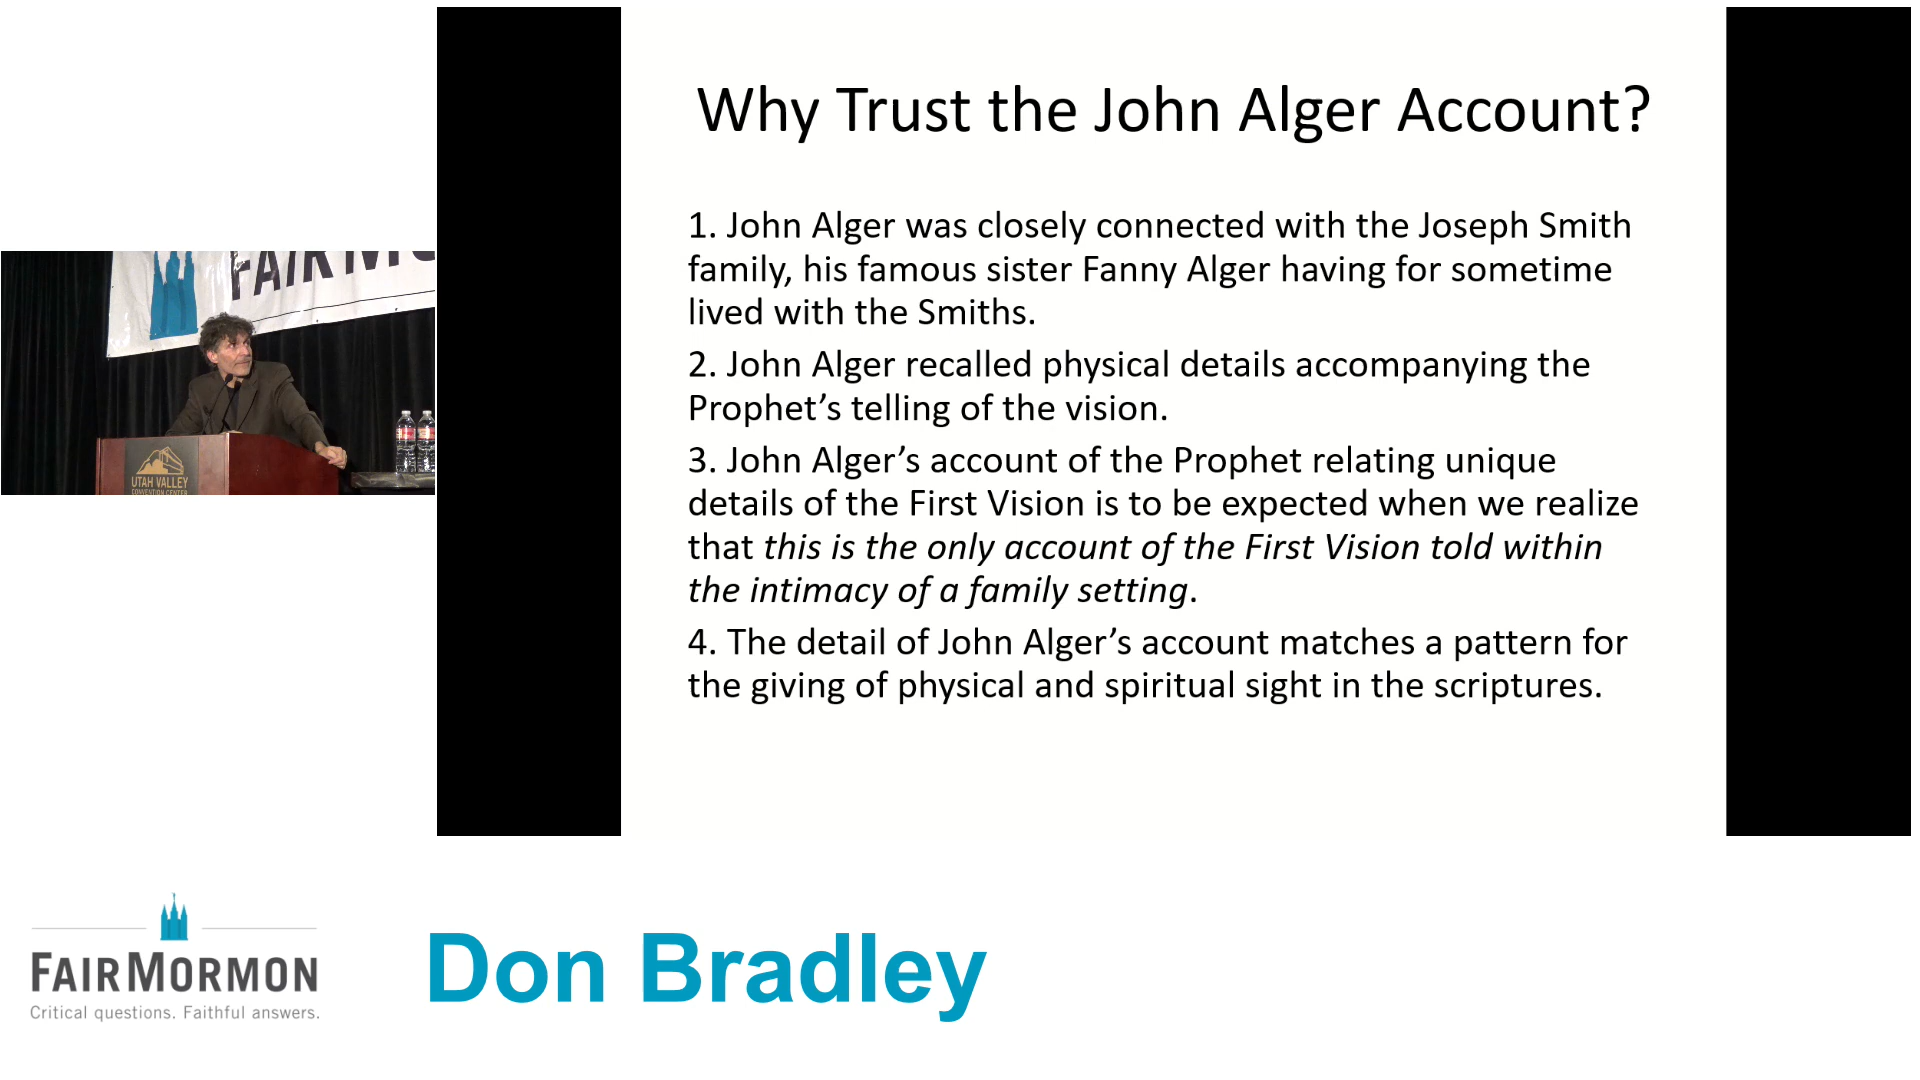 Why Trust the John Alger Account?
1. John Alger was closely connected with the Joseph Smith
family, his famous sister Fanny Alger having for sometime
lived with the Smiths.
2. John Alger recalled physical details accompanying the
Prophet’s telling of the vision.
3. John Alger’s account of the Prophet relating unique
details of the First Vision is to be expected when we realize
that this is the only account of the First Vision told within
the intimacy of a family setting.
4. The detail of John Alger’s account matches a pattern for
the giving of physical and spiritual sight in the scriptures.
FAIR MO
UTAH VALLEY
CONVENTION CENTER
FAIRMORMON
Critical questions. Faithful answers.
Don Bradley